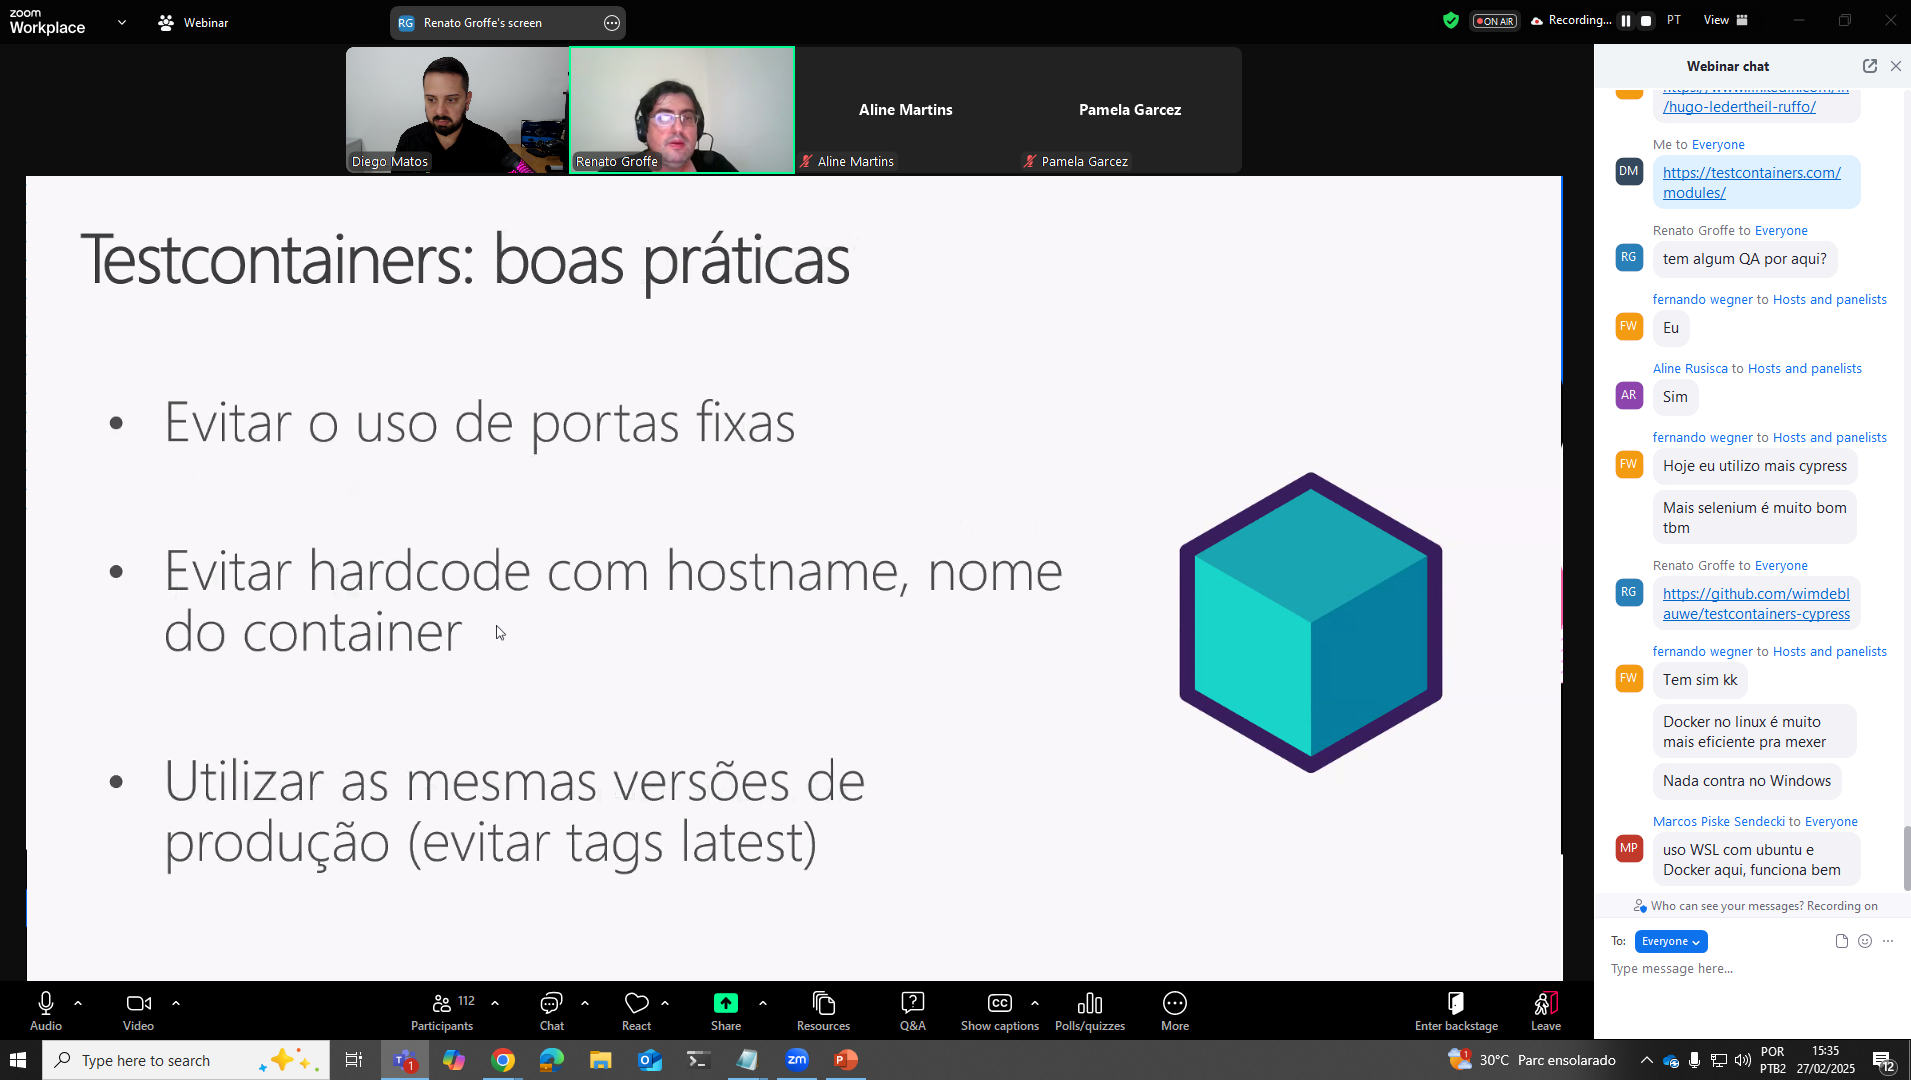 zoom
Workplace
Webinar
RG Renato Groffe's screen
ON AIR
Recording...
PT
View
Diego Matos
Renato Groffe
Aline Martins
Aline Martins
Pamela Garcez
Pamela Garcez
Testcontainers: boas práticas
• Evitar o uso de portas fixas
• Evitar hardcode com hostname, nome
do container
• Utilizar as mesmas versões de
produção (evitar tags latest)
Webinar chat
/hugo-ledertheil-ruffo/
Me to Everyone
DM
https://testcontainers.com/
modules/
Renato Groffe to Everyone
RG
tem algum QA por aqui?
fernando wegner to Hosts and panelists
FW
Eu
Aline Rusisca to Hosts and panelists
AR
Sim
fernando wegner to Hosts and panelists
FW
Hoje eu utilizo mais cypress
Mais selenium é muito bom
tbm
Renato Groffe to Everyone
RG
https://github.com/wimdebl
auwe/testcontainers-cypress
fernando wegner to Hosts and panelists
FW
Tem sim kk
Docker no linux é muito
mais eficiente pra mexer
Nada contra no Windows
Marcos Piske Sendecki to Everyone
MP
uso WSL com ubuntu e
Docker aqui, funciona bem
Who can see your messages? Recording on
To: Everyone
Type message here...
Audio
Video
112
Participants
Chat
React
Share
Resources
Q&A
CC
Show captions
Polls/quizzes
More
Enter backstage
Leave
Type here to search
1
zm
1
30°C Parc ensolarado
POR
PTB2
15:35
27/02/2025
12